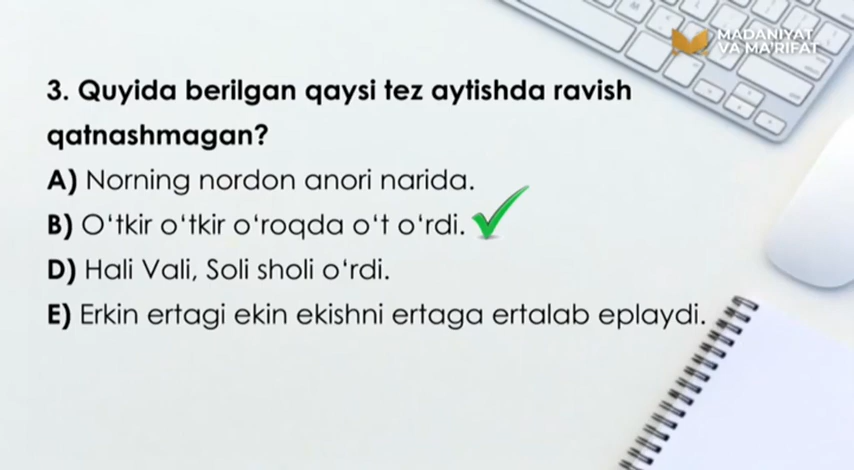 MADANIYAT
VA MA'RIFAT
3. Quyida berilgan qaysi tez aytishda ravish
qatnashmagan?
A) Norning nordon anori narida.
B) O‘tkir o‘tkir o‘roqda o‘t o‘rdi.
D) Hali Vali, Soli sholi o‘rdi.
E) Erkin ertagi ekin ekishni ertaga ertalab eplaydi.